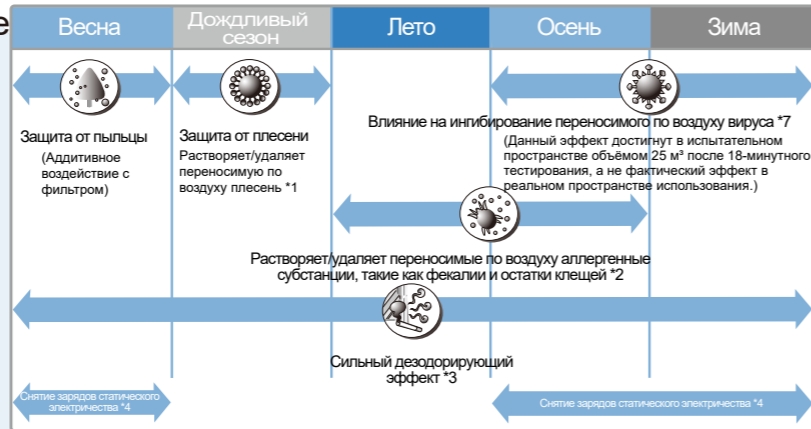 е
Весна
Дождливый
сезон
Лето
Осень
Зима
Защита от пыльцы
(Аддитивное
воздействие с
фильтром)
Защита от плесени
Растворяет/удаляет
переносимую по
воздуху плесень *1
Влияние на ингибирование переносимого по воздуху вируса *7
(Данный эффект достигнут в испытательном
пространстве объёмом 25 м³ после 18-минутного
тестирования, а не фактический эффект в
реальном пространстве использования.)
Растворяет/удаляет переносимые по воздуху аллергенные
субстанции, такие как фекалии и остатки клещей *2
Сильный дезодорирующий
эффект *3
Снятие зарядов статического
электричества *4
Снятие зарядов статического электричества *4